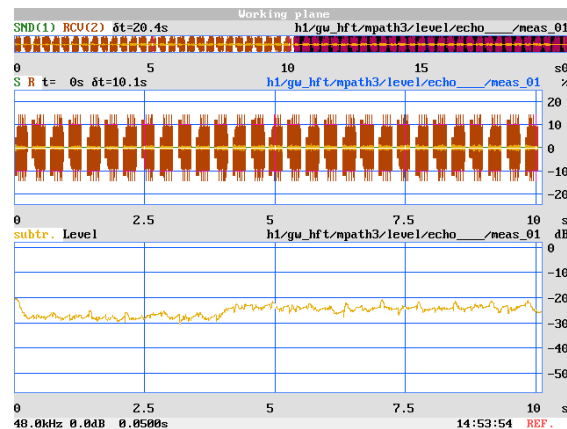 Working plane
SND(1) RCV(2) δt=20.4s h1/gw_hft/mpath3/level/echo____/meas_01
0 5 10 15 s
S R t= 0s δt=10.1s h1/gw_hft/mpath3/level/echo____/meas_01 %
20
10
0
-10
-20
0 2.5 5 7.5 10 s
subtr. Level h1/gw_hft/mpath3/level/echo____/meas_01 dB
0
-10
-20
-30
-40
-50
0 2.5 5 7.5 10 s
48.0kHz 0.0dB 0.0500s 14:53:54 REF.